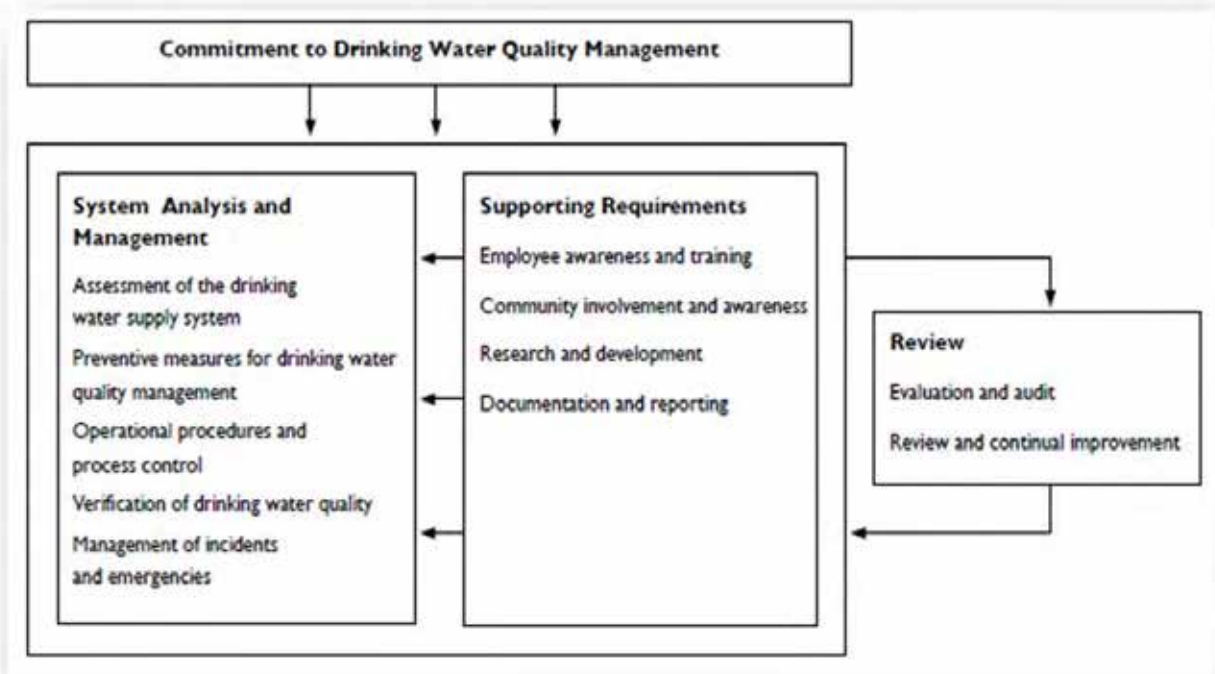 Commitment to Drinking Water Quality Management
System Analysis and
Management
Assessment of the drinking
water supply system
Preventive measures for drinking water
quality management
Operational procedures and
process control
Verification of drinking water quality
Management of incidents
and emergencies
Supporting Requirements
Employee awareness and training
Community involvement and awareness
Research and development
Documentation and reporting
Review
Evaluation and audit
Review and continual improvement